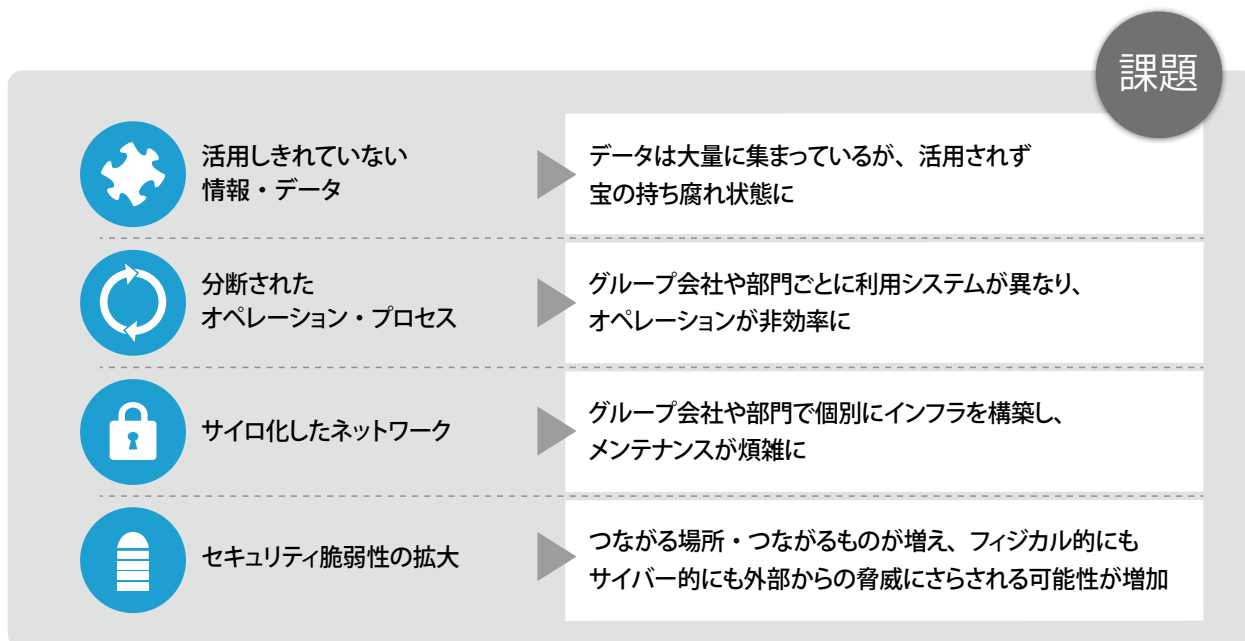 課題
活用しきれていない
情報・データ
データは大量に集まっているが、活用されず
宝の持ち腐れ状態に
分断された
オペレーション・プロセス
グループ会社や部門ごとに利用システムが異なり、
オペレーションが非効率に
サイロ化したネットワーク
グループ会社や部門で個別にインフラを構築し、
メンテナンスが煩雑に
セキュリティ脆弱性の拡大
つながる場所・つながるものが増え、フィジカル的にも
サイバー的にも外部からの脅威にさらされる可能性が増加